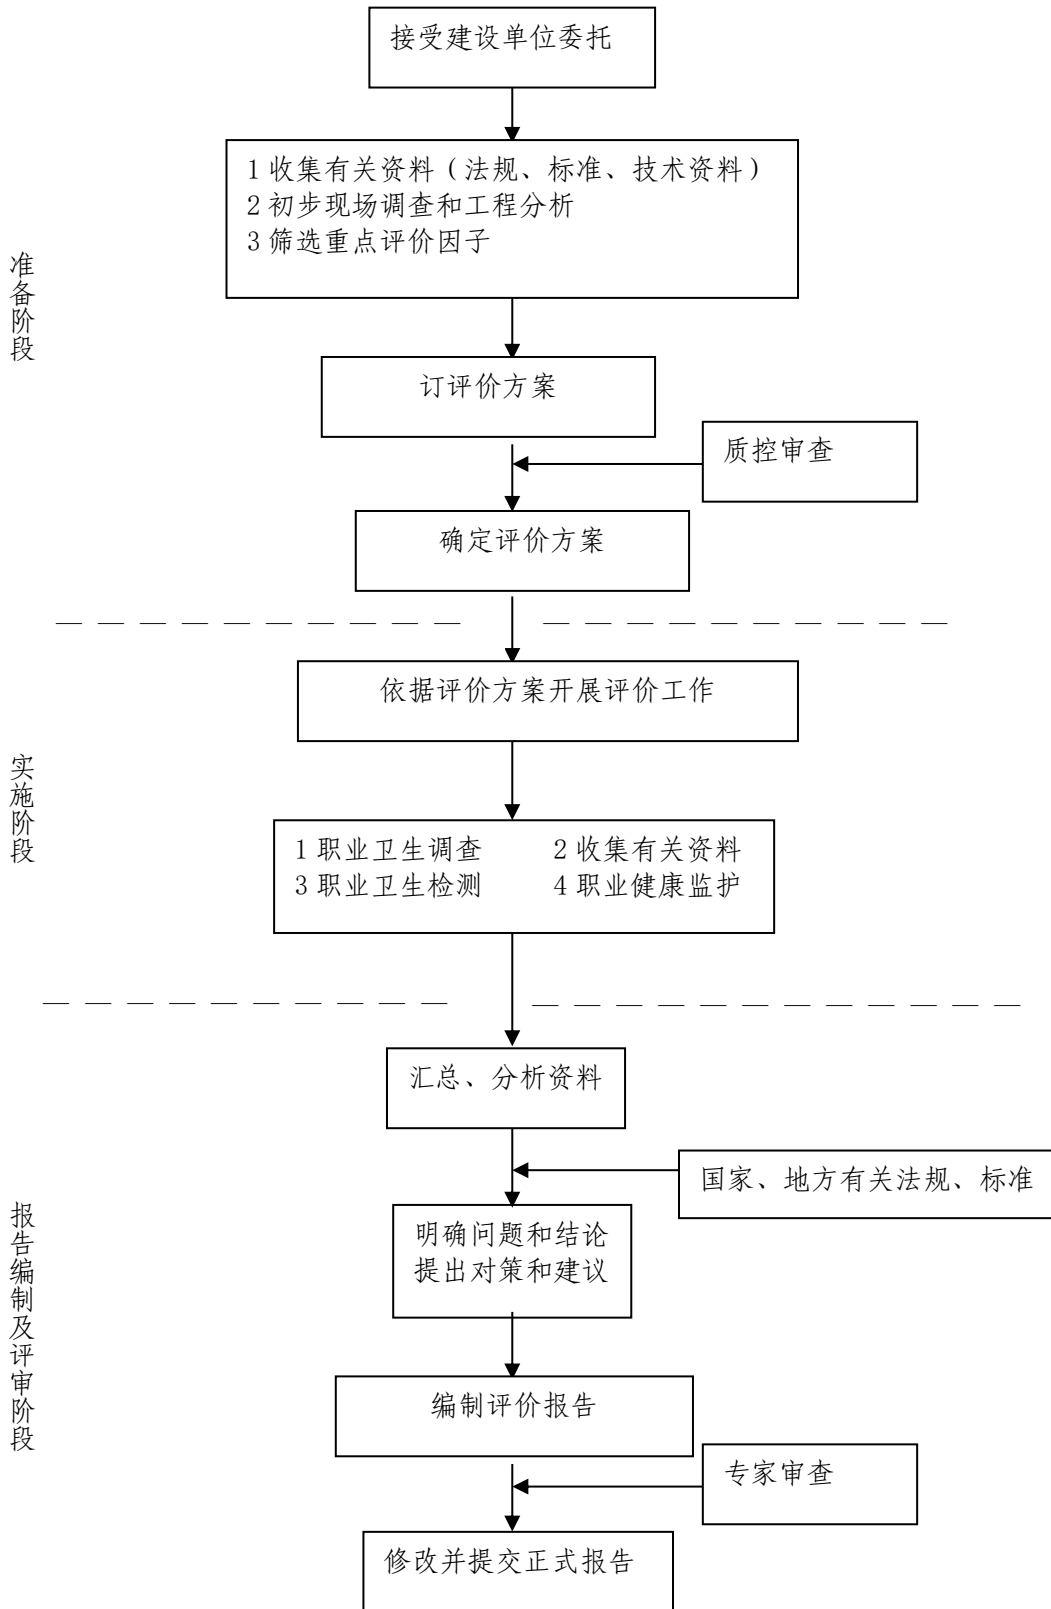 接受建设单位委托
1 收集有关资料（法规、标准、技术资料）
2 初步现场调查和工程分析
3 筛选重点评价因子
准备阶段
订评价方案
质控审查
确定评价方案
依据评价方案开展评价工作
实施阶段
1 职业卫生调查 2 收集有关资料
3 职业卫生检测 4 职业健康监护
汇总、分析资料
国家、地方有关法规、标准
报告编制及评审阶段
明确问题和结论
提出对策和建议
编制评价报告
专家审查
修改并提交正式报告